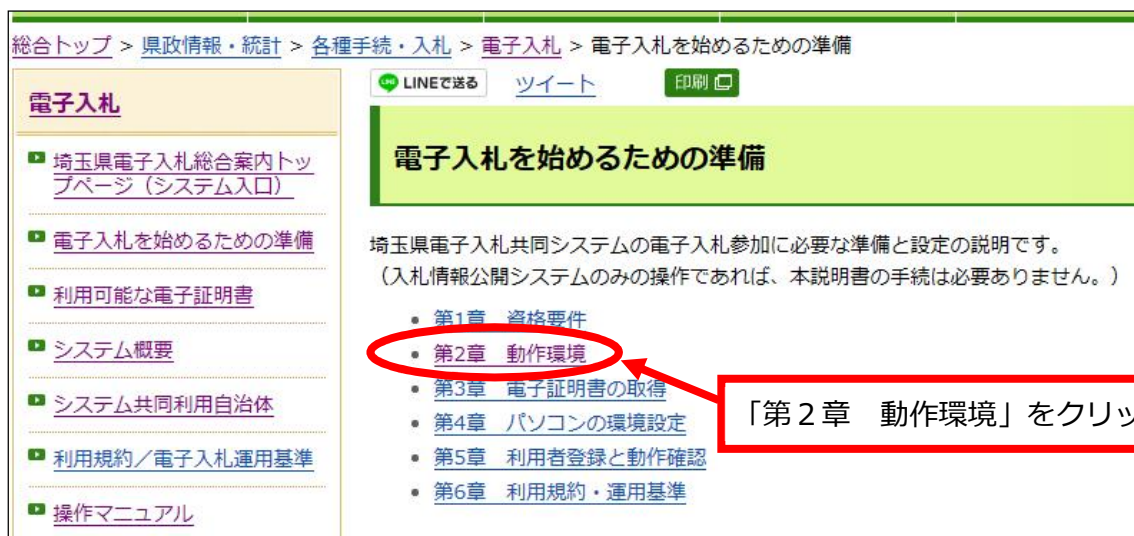 総合トップ > 県政情報・統計 > 各種手続・入札 > 電子入札 > 電子入札を始めるための準備
電子入札
埼玉県電子入札総合案内トッ
プページ（システム入口）
電子入札を始めるための準備
利用可能な電子証明書
システム概要
システム共同利用自治体
利用規約／電子入札運用基準
操作マニュアル
LINEで送る ツイート 印刷
電子入札を始めるための準備
埼玉県電子入札共同システムの電子入札参加に必要な準備と設定の説明です。
（入札情報公開システムのみの操作であれば、本説明書の手続は必要ありません。）
第1章 資格要件
第2章 動作環境
第3章 電子証明書の取得
第4章 パソコンの環境設定
第5章 利用者登録と動作確認
第6章 利用規約・運用基準
「第２章　動作環境」をクリッ